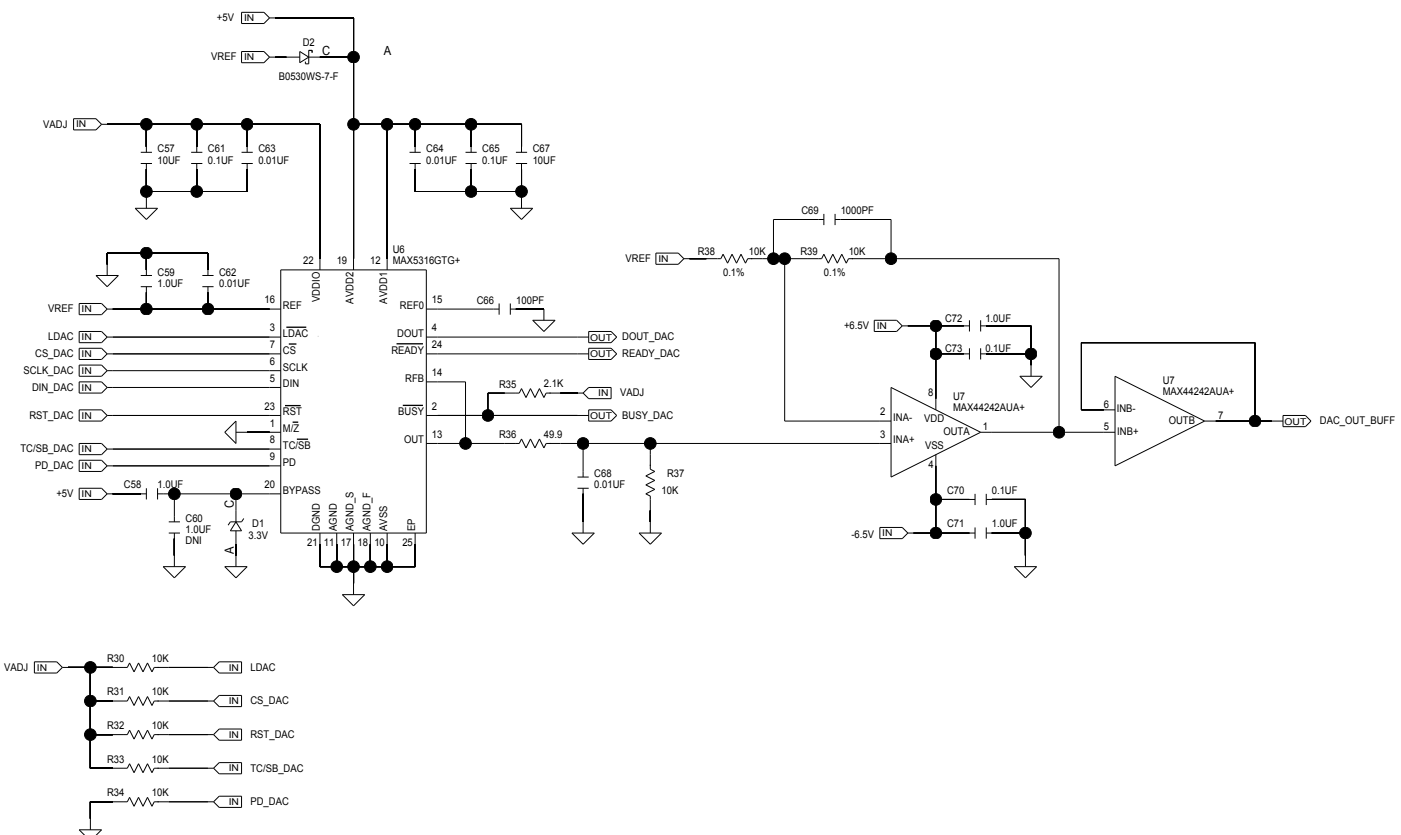 +5V IN
D2
VREF IN C A
B0530WS-7-F
VADJ IN
C57 10UF
C61 0.1UF
C63 0.01UF
C64 0.01UF
C65 0.1UF
C67 10UF
C69 1000PF
VREF IN R38 10K 0.1%
R39 10K 0.1%
U6
MAX5316GTG+
22 19 12
VDDIO AVDD2 AVDD1
C59 1.0UF
C62 0.01UF
VREF IN 16 REF
LDAC IN 3 LDAC
CS_DAC IN 7 CS
SCLK_DAC IN 6 SCLK
DIN_DAC IN 5 DIN
RST_DAC IN 23 RST
1 M/Z
TC/SB_DAC IN 8 TC/SB
PD_DAC IN 9 PD
+5V IN C58 1.0UF 20 BYPASS
C60 1.0UF DNI
C D1 3.3V A
REF0 15 C66 100PF
DOUT 4 OUT DOUT_DAC
READY 24 OUT READY_DAC
RFB 14
R35 2.1K IN VADJ
BUSY 2 OUT BUSY_DAC
OUT 13 R36 49.9
C68 0.01UF
R37 10K
DGND AGND AGND_S AGND_F AVSS EP
21 11 17 18 10 25
+6.5V IN C72 1.0UF
C73 0.1UF
8 U7
MAX44242AUA+
2 INA- VDD
OUTA 1
3 INA+ VSS
4
C70 0.1UF
-6.5V IN C71 1.0UF
U7
MAX44242AUA+
6 INB-
OUTB 7 OUT DAC_OUT_BUFF
5 INB+
VADJ IN R30 10K IN LDAC
R31 10K IN CS_DAC
R32 10K IN RST_DAC
R33 10K IN TC/SB_DAC
R34 10K IN PD_DAC